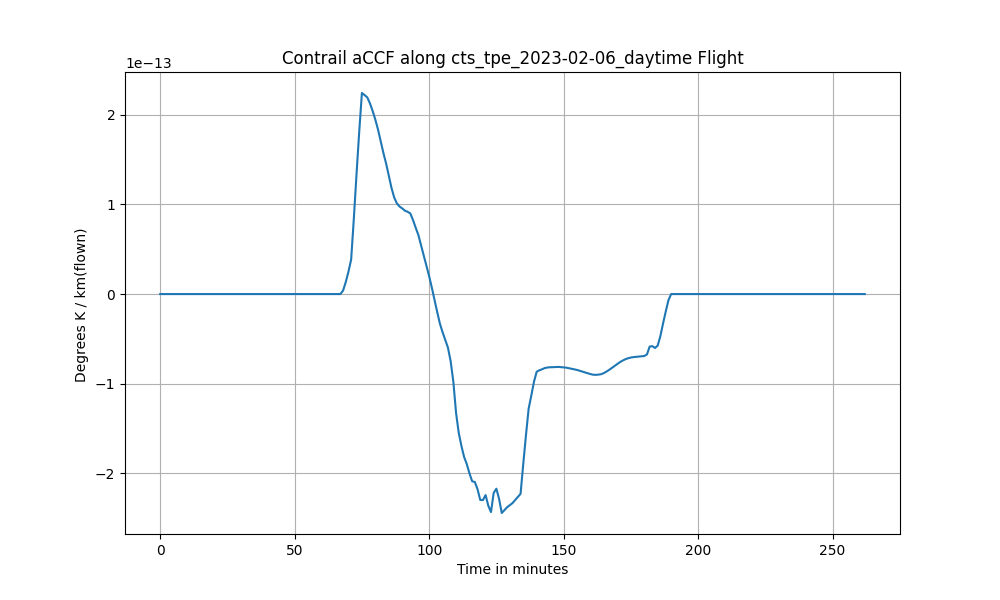 Contrail aCCF along cts_tpe_2023-02-06_daytime Flight
1e−13
2
1
0
−1
−2
Degrees K / km(flown)
0 50 100 150 200 250
Time in minutes